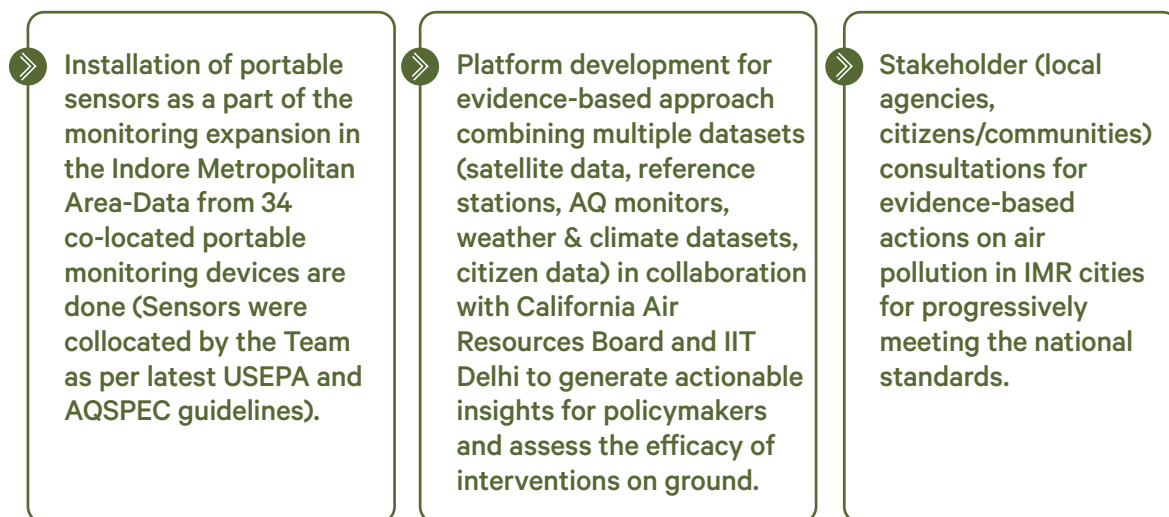 Installation of portable
sensors as a part of the
monitoring expansion in
the Indore Metropolitan
Area-Data from 34
co-located portable
monitoring devices are
done (Sensors were
collocated by the Team
as per latest USEPA and
AQSPEC guidelines).
Platform development for
evidence-based approach
combining multiple datasets
(satellite data, reference
stations, AQ monitors,
weather & climate datasets,
citizen data) in collaboration
with California Air
Resources Board and IIT
Delhi to generate actionable
insights for policymakers
and assess the efficacy of
interventions on ground.
Stakeholder (local
agencies,
citizens/communities)
consultations for
evidence-based
actions on air
pollution in IMR cities
for progressively
meeting the national
standards.